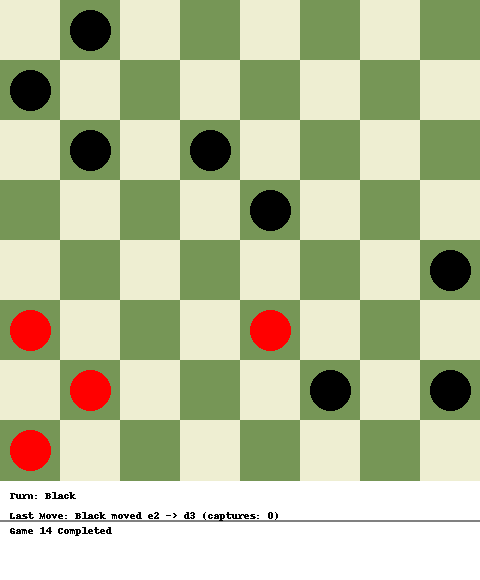 Turn: Black
Last Move: Black moved e2 -> d3 (captures: 0)
Game 14 Completed